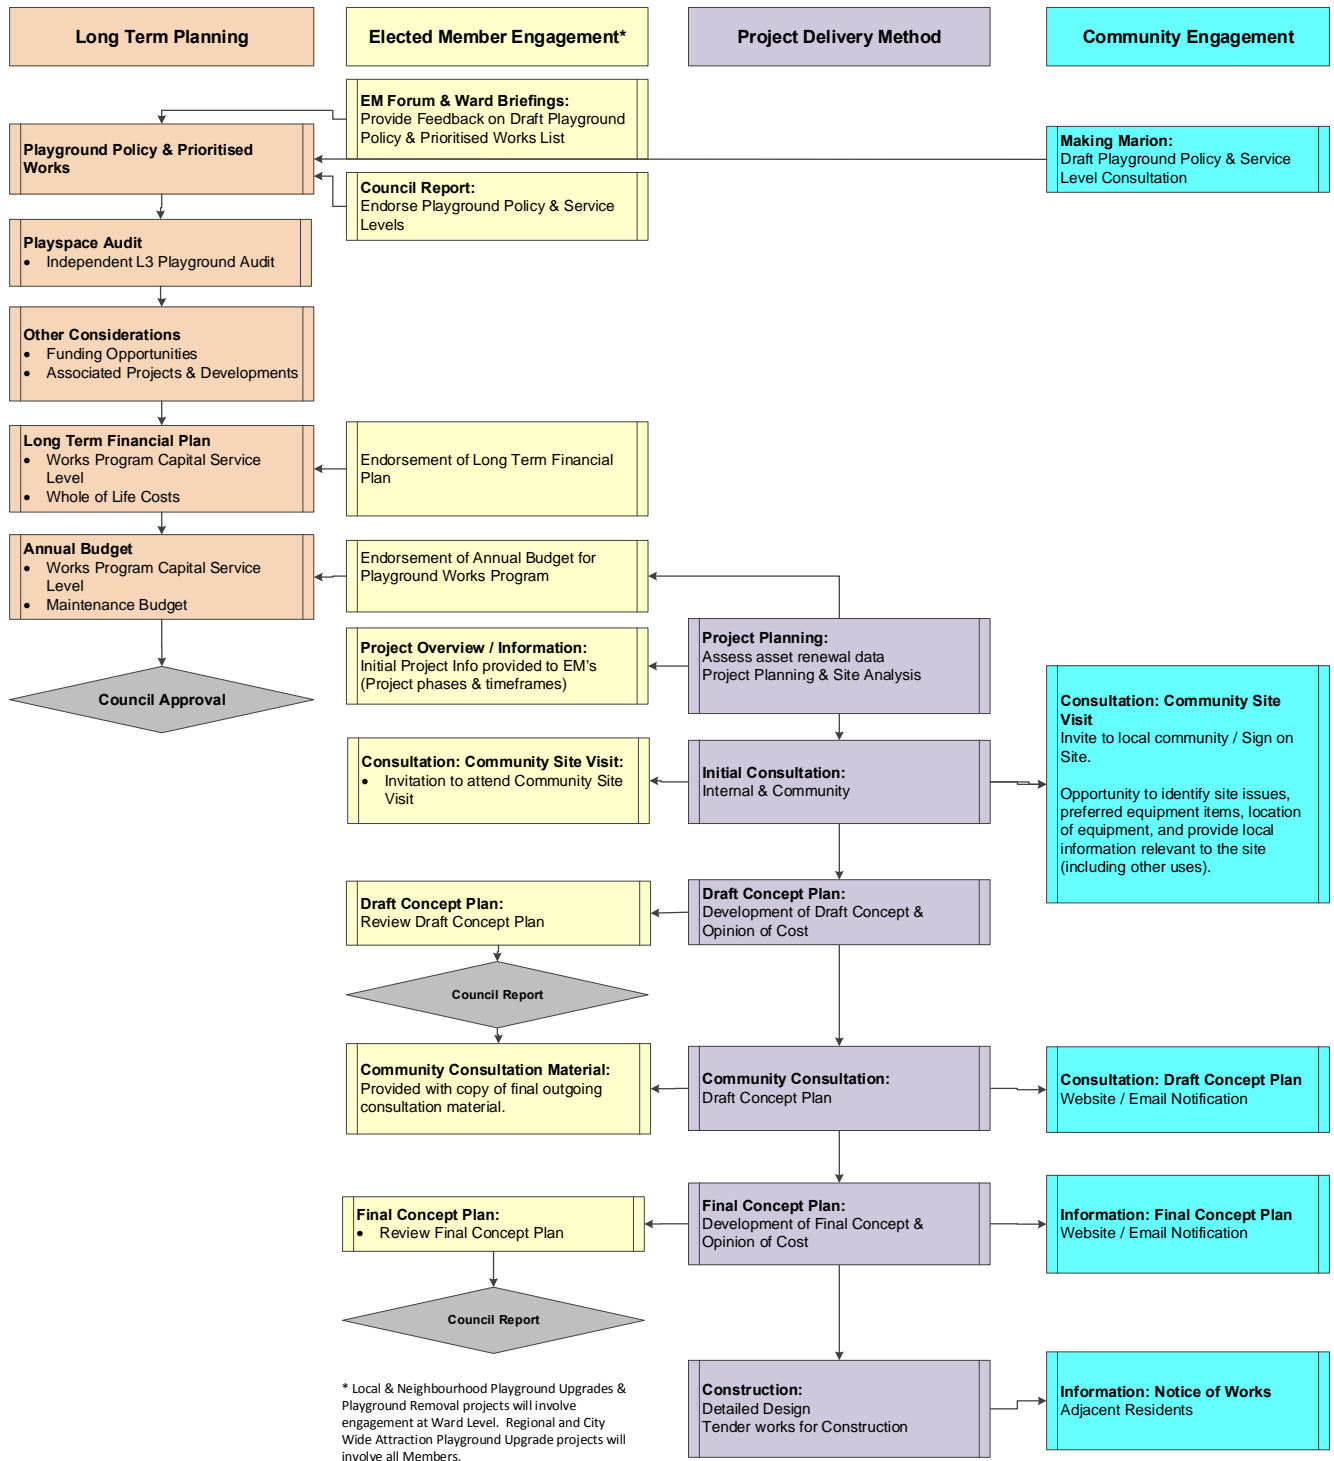 Long Term Planning
Elected Member Engagement*
Project Delivery Method
Community Engagement
EM Forum & Ward Briefings:
Provide Feedback on Draft Playground
Policy & Prioritised Works List
Playground Policy & Prioritised
Works
Making Marion:
Draft Playground Policy & Service
Level Consultation
Council Report:
Endorse Playground Policy & Service
Levels
Playspace Audit
• Independent L3 Playground Audit
Other Considerations
• Funding Opportunities
• Associated Projects & Developments
Long Term Financial Plan
• Works Program Capital Service
Level
• Whole of Life Costs
Endorsement of Long Term Financial
Plan
Annual Budget
• Works Program Capital Service
Level
• Maintenance Budget
Endorsement of Annual Budget for
Playground Works Program
Project Overview / Information:
Initial Project Info provided to EM's
(Project phases & timeframes)
Project Planning:
Assess asset renewal data
Project Planning & Site Analysis
Council Approval
Consultation: Community Site
Visit
Invite to local community / Sign on
Site.
Opportunity to identify site issues,
preferred equipment items, location
of equipment, and provide local
information relevant to the site
(including other uses).
Consultation: Community Site Visit:
• Invitation to attend Community Site
Visit
Initial Consultation:
Internal & Community
Draft Concept Plan:
Review Draft Concept Plan
Draft Concept Plan:
Development of Draft Concept &
Opinion of Cost
Council Report
Community Consultation Material:
Provided with copy of final outgoing
consultation material.
Community Consultation:
Draft Concept Plan
Consultation: Draft Concept Plan
Website / Email Notification
Final Concept Plan:
• Review Final Concept Plan
Final Concept Plan:
Development of Final Concept &
Opinion of Cost
Information: Final Concept Plan
Website / Email Notification
Council Report
* Local & Neighbourhood Playground Upgrades &
Playground Removal projects will involve
engagement at Ward Level. Regional and City
Wide Attraction Playground Upgrade projects will
involve all Members.
Construction:
Detailed Design
Tender works for Construction
Information: Notice of Works
Adjacent Residents